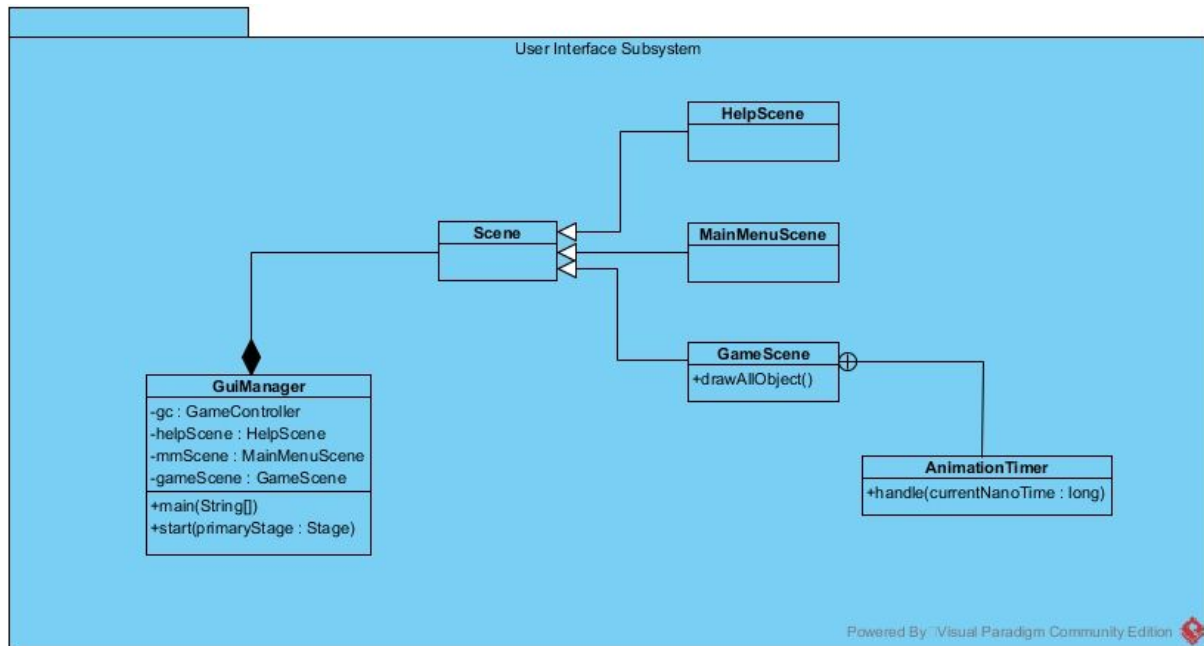 User Interface Subsystem
HelpScene
Scene
MainMenuScene
GameScene
+drawAllObject()
GuiManager
-gc : GameController
-helpScene : HelpScene
-mmScene : MainMenuScene
-gameScene : GameScene
+main(String[])
+start(primaryStage : Stage)
AnimationTimer
+handle(currentNanoTime : long)
Powered By Visual Paradigm Community Edition